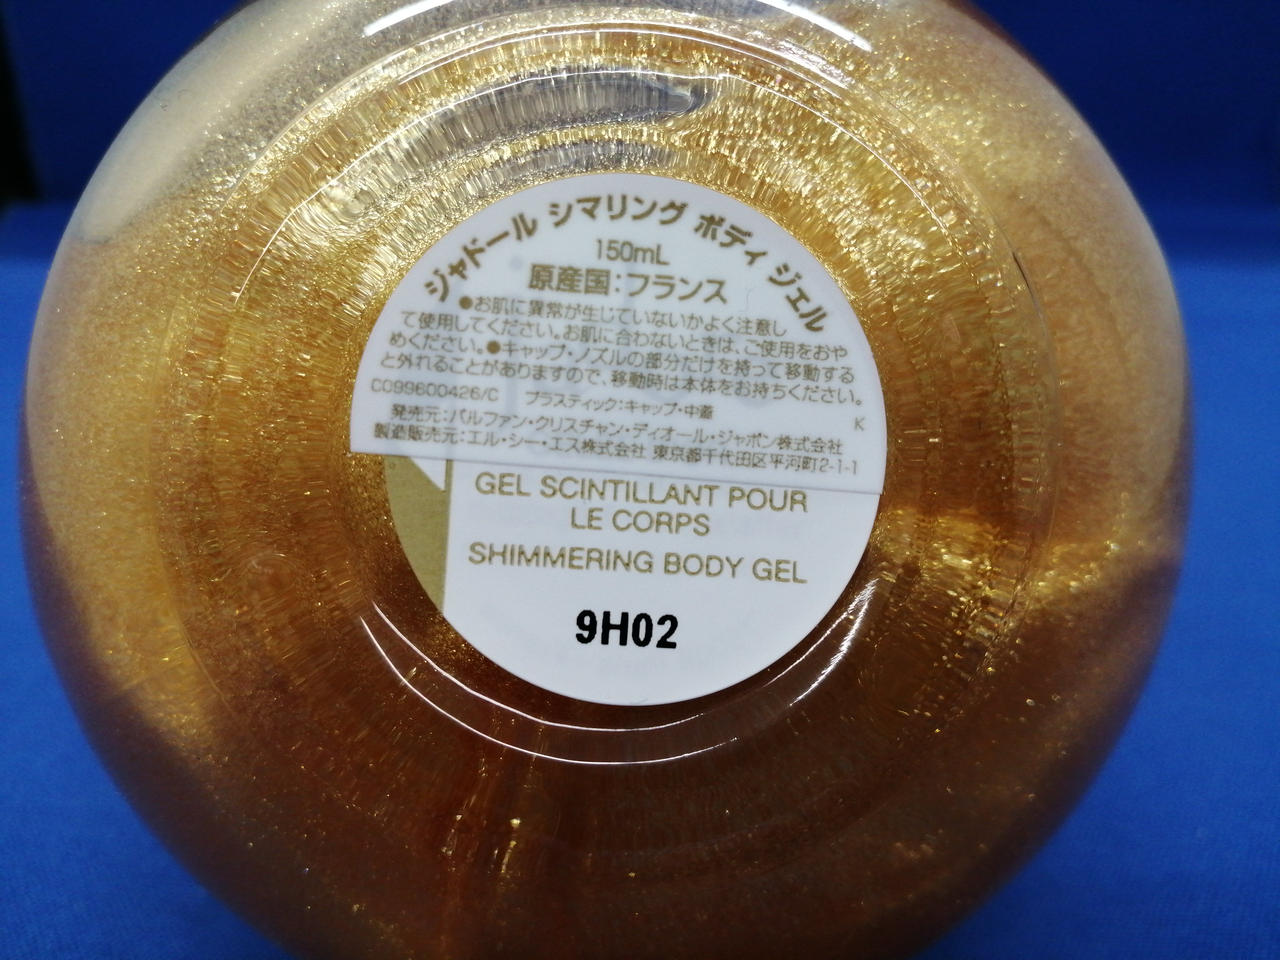 ジャドール シマリング ボディ ジェル
150mL
原産国：フランス
●お肌に異常が生じていないかよく注意し
て使用してください。お肌に合わないときは、ご使用をおや
めください。●キャップ・ノズルの部分だけを持って移動する
と外れることがありますので、移動時は本体をお持ちください。
C099600426/C プラスティック:キャップ・中蓋
K
発売元：パルファン・クリスチャン・ディオール・ジャポン株式会社
製造販売元：エル・シー・エス株式会社 東京都千代田区平河町2-1-1
GEL SCINTILLANT POUR
LE CORPS
SHIMMERING BODY GEL
9H02